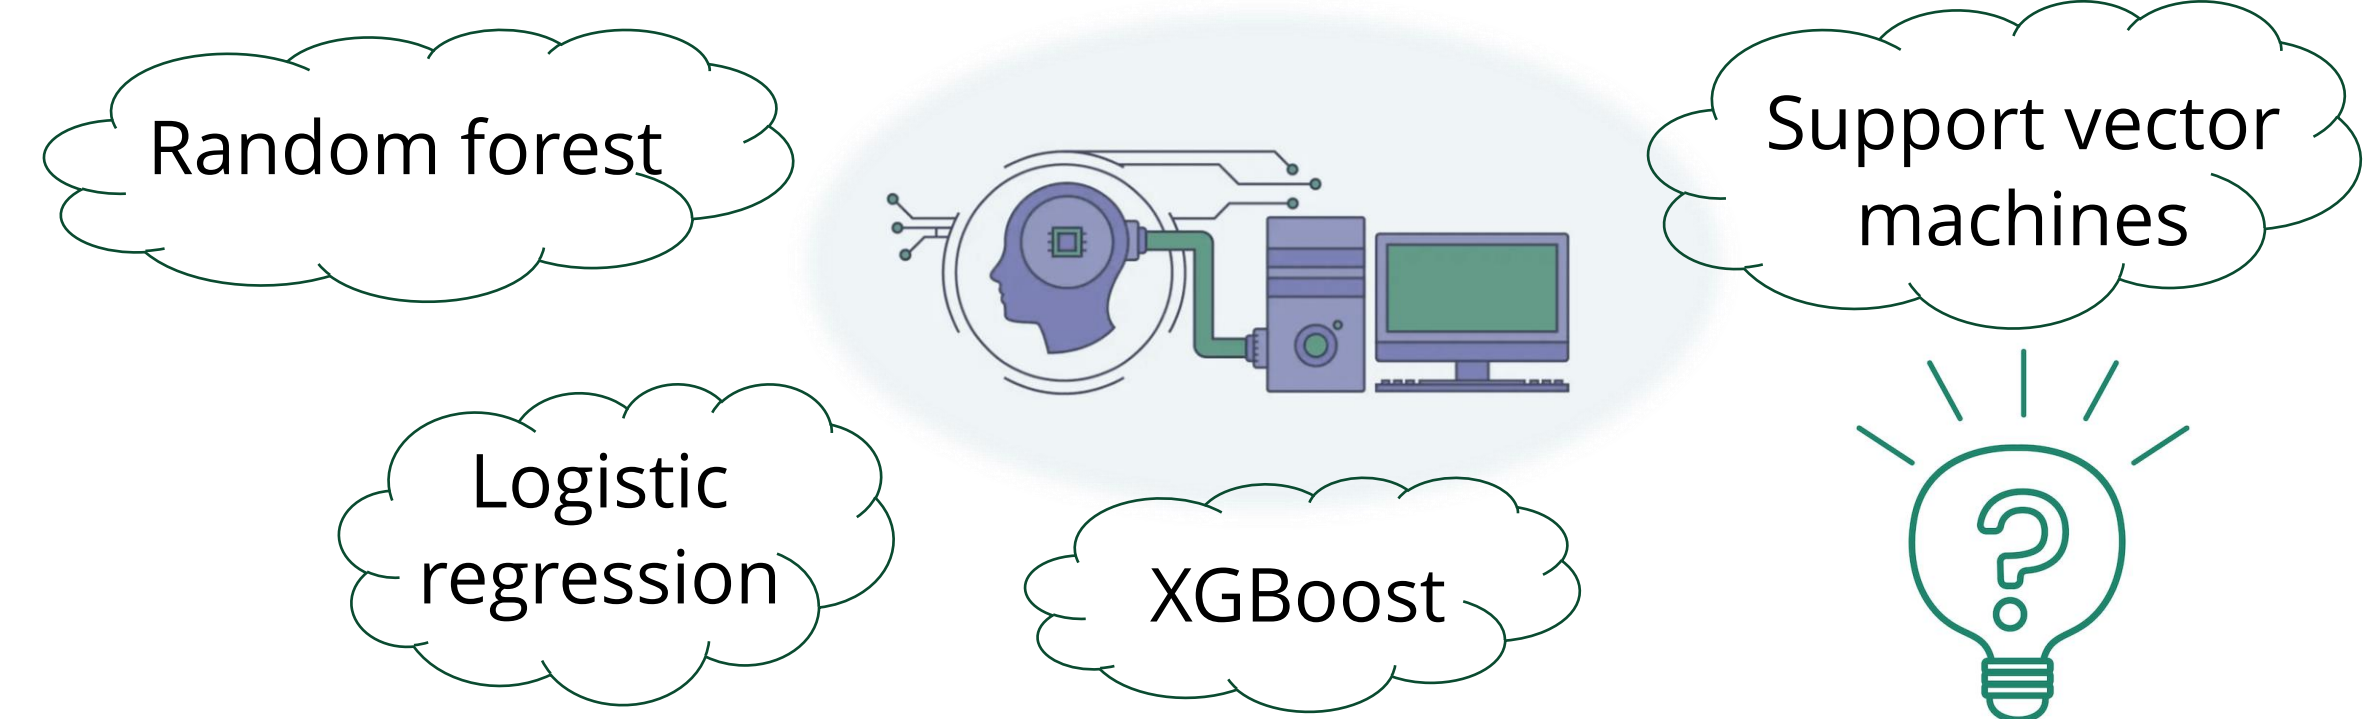 Random forest
Support vector
machines
Logistic
regression
XGBoost
?